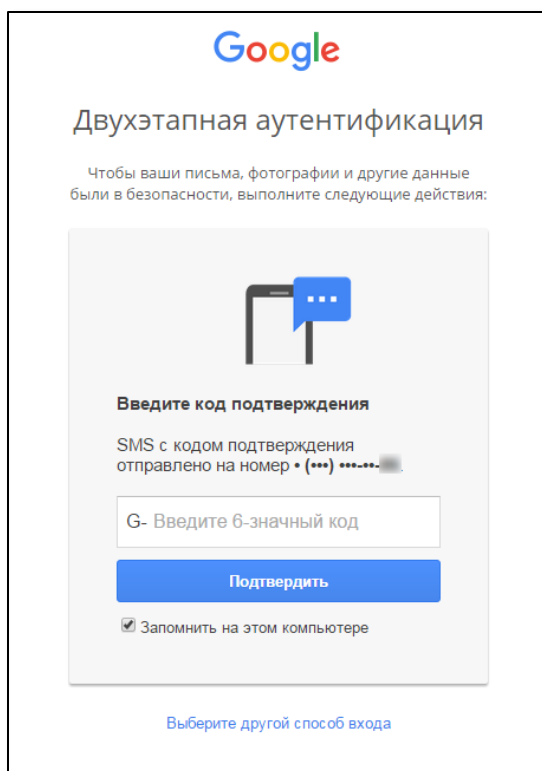 Google
Двухэтапная аутентификация
Чтобы ваши письма, фотографии и другие данные
были в безопасности, выполните следующие действия:
Введите код подтверждения
SMS с кодом подтверждения
отправлено на номер • (•••) •••-••-
G- Введите 6-значный код
Подтвердить
Запомнить на этом компьютере
Выберите другой способ входа